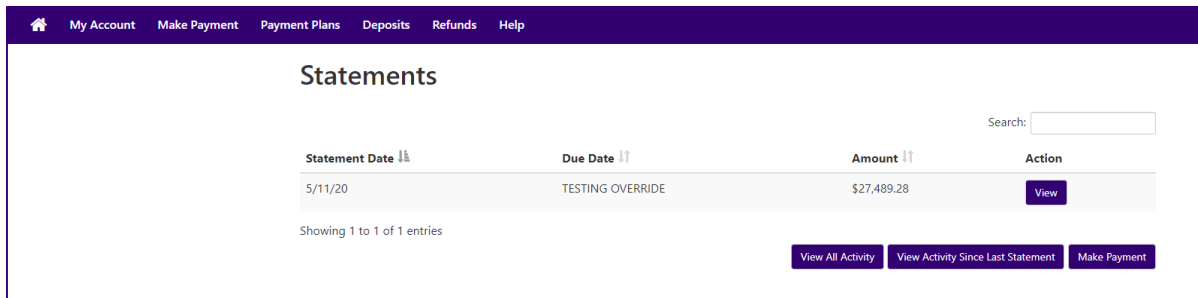 My Account Make Payment Payment Plans Deposits Refunds Help
Statements
Search:
Statement Date Due Date Amount Action
5/11/20 TESTING OVERRIDE $27,489.28 View
Showing 1 to 1 of 1 entries
View All Activity View Activity Since Last Statement Make Payment